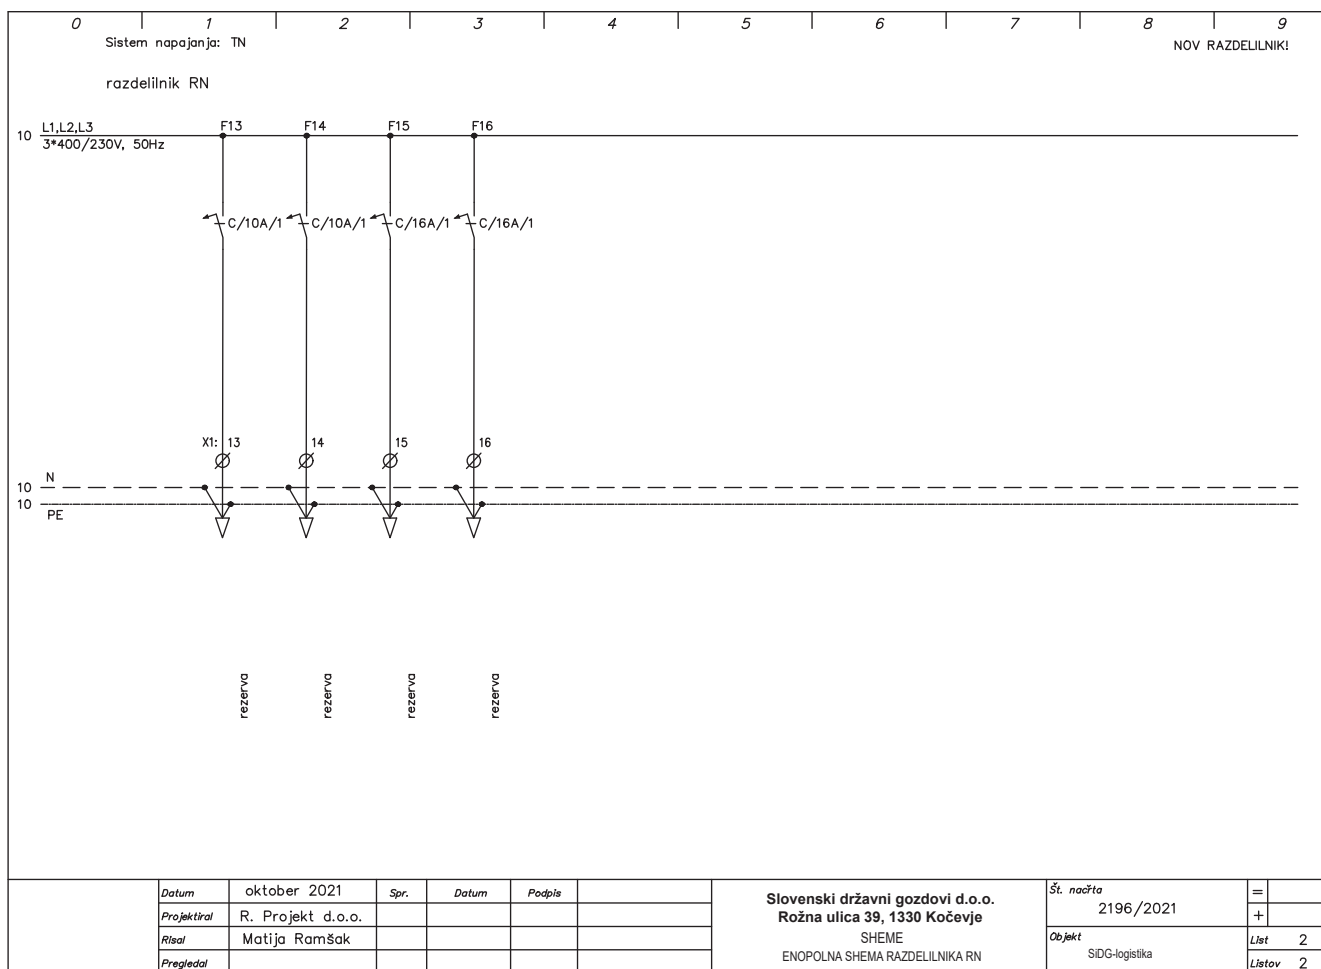 0 1 2 3 4 5 6 7 8 9
Sistem napajanja: TN
NOV RAZDELILNIK!
razdelilnik RN
L1,L2,L3
F13 F14 F15 F16
10
3*400/230V, 50Hz
C/10A/1 C/10A/1 C/16A/1 C/16A/1
X1: 13 14 15 16
N
10
10
PE
rezerva rezerva rezerva rezerva
Datum oktober 2021 Spr. Datum Podpis
Projektiral R. Projekt d.o.o.
Risal Matija Ramšak
Pregledal
Slovenski državni gozdovi d.o.o.
Rožna ulica 39, 1330 Kočevje
SHEME
ENOPOLNA SHEMA RAZDELILNIKA RN
Št. načrta
2196/2021
Objekt
SiDG-logistika
=
+
List 2
Listov 2